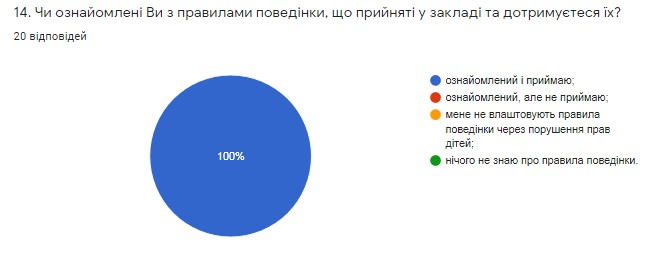 14. Чи ознайомлені Ви з правилами поведінки, що прийняті у закладі та дотримуєтеся їх?
20 відповідей
100%
ознайомлений і приймаю;
ознайомлений, але не приймаю;
мене не влаштовують правила
поведінки через порушення прав
дітей;
нічого не знаю про правила поведінки.